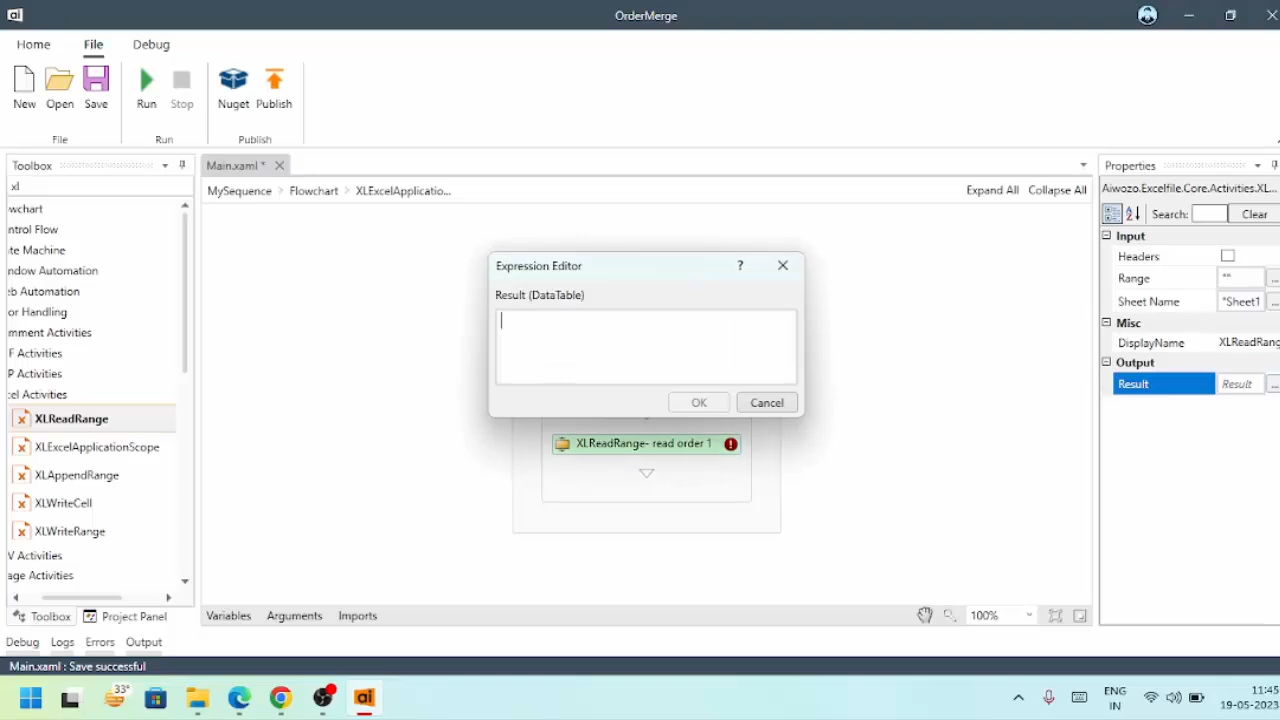 ai
OrderMerge
Home File Debug
New Open Save Run Stop Nuget Publish
File Run Publish
Toolbox
xl
wchart
ntrol Flow
te Machine
ndow Automation
b Automation
or Handling
mment Activities
F Activities
P Activities
cel Activities
XLReadRange
XLExcelApplicationScope
XLAppendRange
XLWriteCell
XLWriteRange
V Activities
age Activities
Toolbox Project Panel
Main.xaml *
MySequence > Flowchart > XLExcelApplicatio...
Expand All Collapse All
Expression Editor ?
Result (DataTable)
OK Cancel
XLReadRange- read order 1
Variables Arguments Imports
100%
Properties
Aiwozo.Excelfile.Core.Activities.XL...
Search: Clear
Input
Headers
Range "" ...
Sheet Name "Sheet1 ...
Misc
DisplayName XLReadRang
Output
Result Result ...
Debug Logs Errors Output
Main.xaml : Save successful
33°
ai
ENG
IN
11:45
19-05-2023